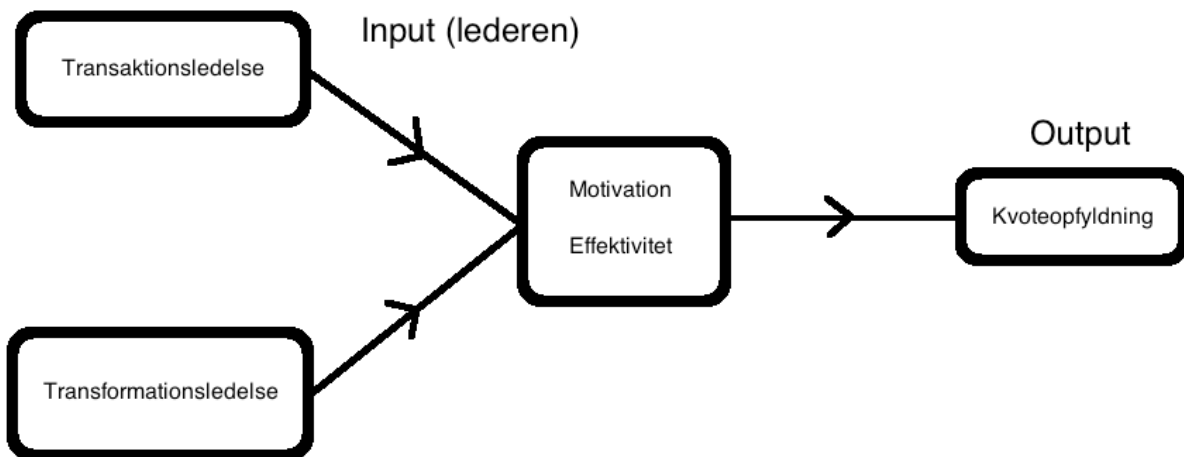 Input (lederen)
Transaktionsledelse
Motivation
Effektivitet
Output
Kvoteopfyldning
Transformationsledelse